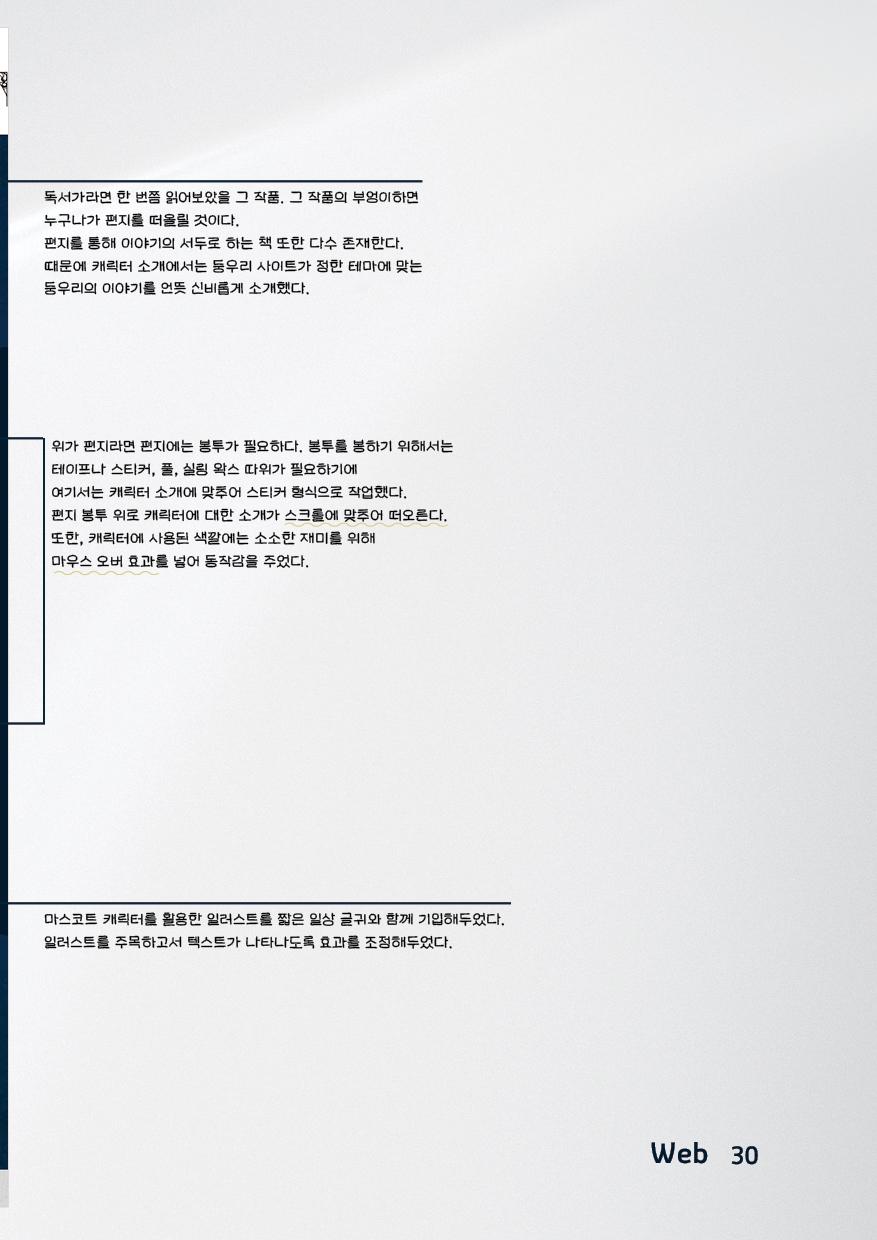 독서가라면 한 번쯤 읽어보았을 그 작품. 그 작품의 부엉이하면
누구나가 편지를 떠올릴 것이다.
편지를 통해 이야기의 서두로 하는 책 또한 다수 존재한다.
때문에 캐릭터 소개에서는 둥우리 사이트가 정한 테마에 맞는
둥우리의 이야기를 언뜻 신비롭게 소개했다.
위가 편지라면 편지에는 봉투가 필요하다. 봉투를 봉하기 위해서는
테이프나 스티커, 풀, 실링 왁스 따위가 필요하기에
여기서는 캐릭터 소개에 맞추어 스티커 형식으로 작업했다.
편지 봉투 위로 캐릭터에 대한 소개가 스크롤에 맞추어 떠오른다.
또한, 캐릭터에 사용된 색깔에는 소소한 재미를 위해
마우스 오버 효과를 넣어 동작감을 주었다.
마스코트 캐릭터를 활용한 일러스트를 짧은 일상 글귀와 함께 기입해두었다.
일러스트를 주목하고서 텍스트가 나타나도록 효과를 조정해두었다.
Web 30